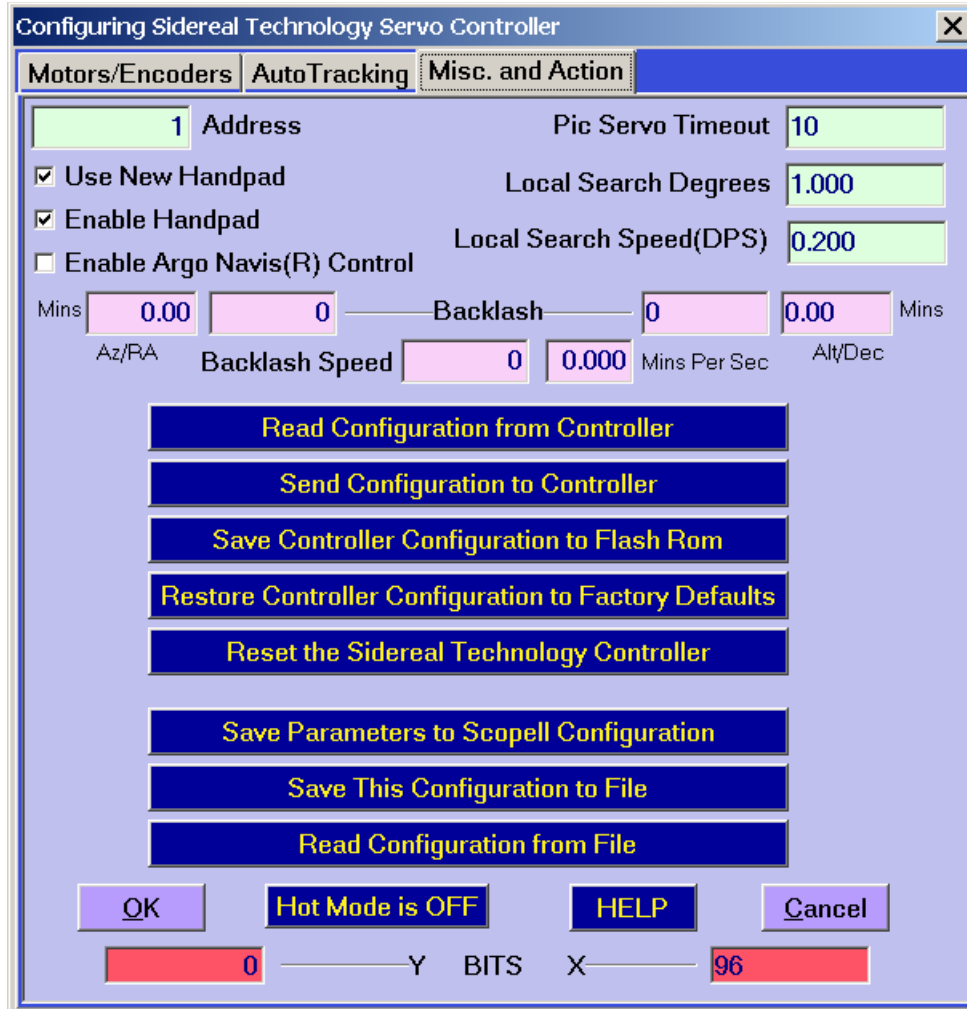 Configuring Sidereal Technology Servo Controller
Motors/Encoders AutoTracking Misc. and Action
1 Address Pic Servo Timeout 10
Use New Handpad Local Search Degrees 1.000
Enable Handpad Local Search Speed(DPS) 0.200
Enable Argo Navis(R) Control
Mins 0.00 0 Backlash 0 0.00 Mins
Az/RA Backlash Speed 0 0.000 Mins Per Sec Alt/Dec
Read Configuration from Controller
Send Configuration to Controller
Save Controller Configuration to Flash Rom
Restore Controller Configuration to Factory Defaults
Reset the Sidereal Technology Controller
Save Parameters to ScopeII Configuration
Save This Configuration to File
Read Configuration from File
OK Hot Mode is OFF HELP Cancel
0 Y BITS X 96